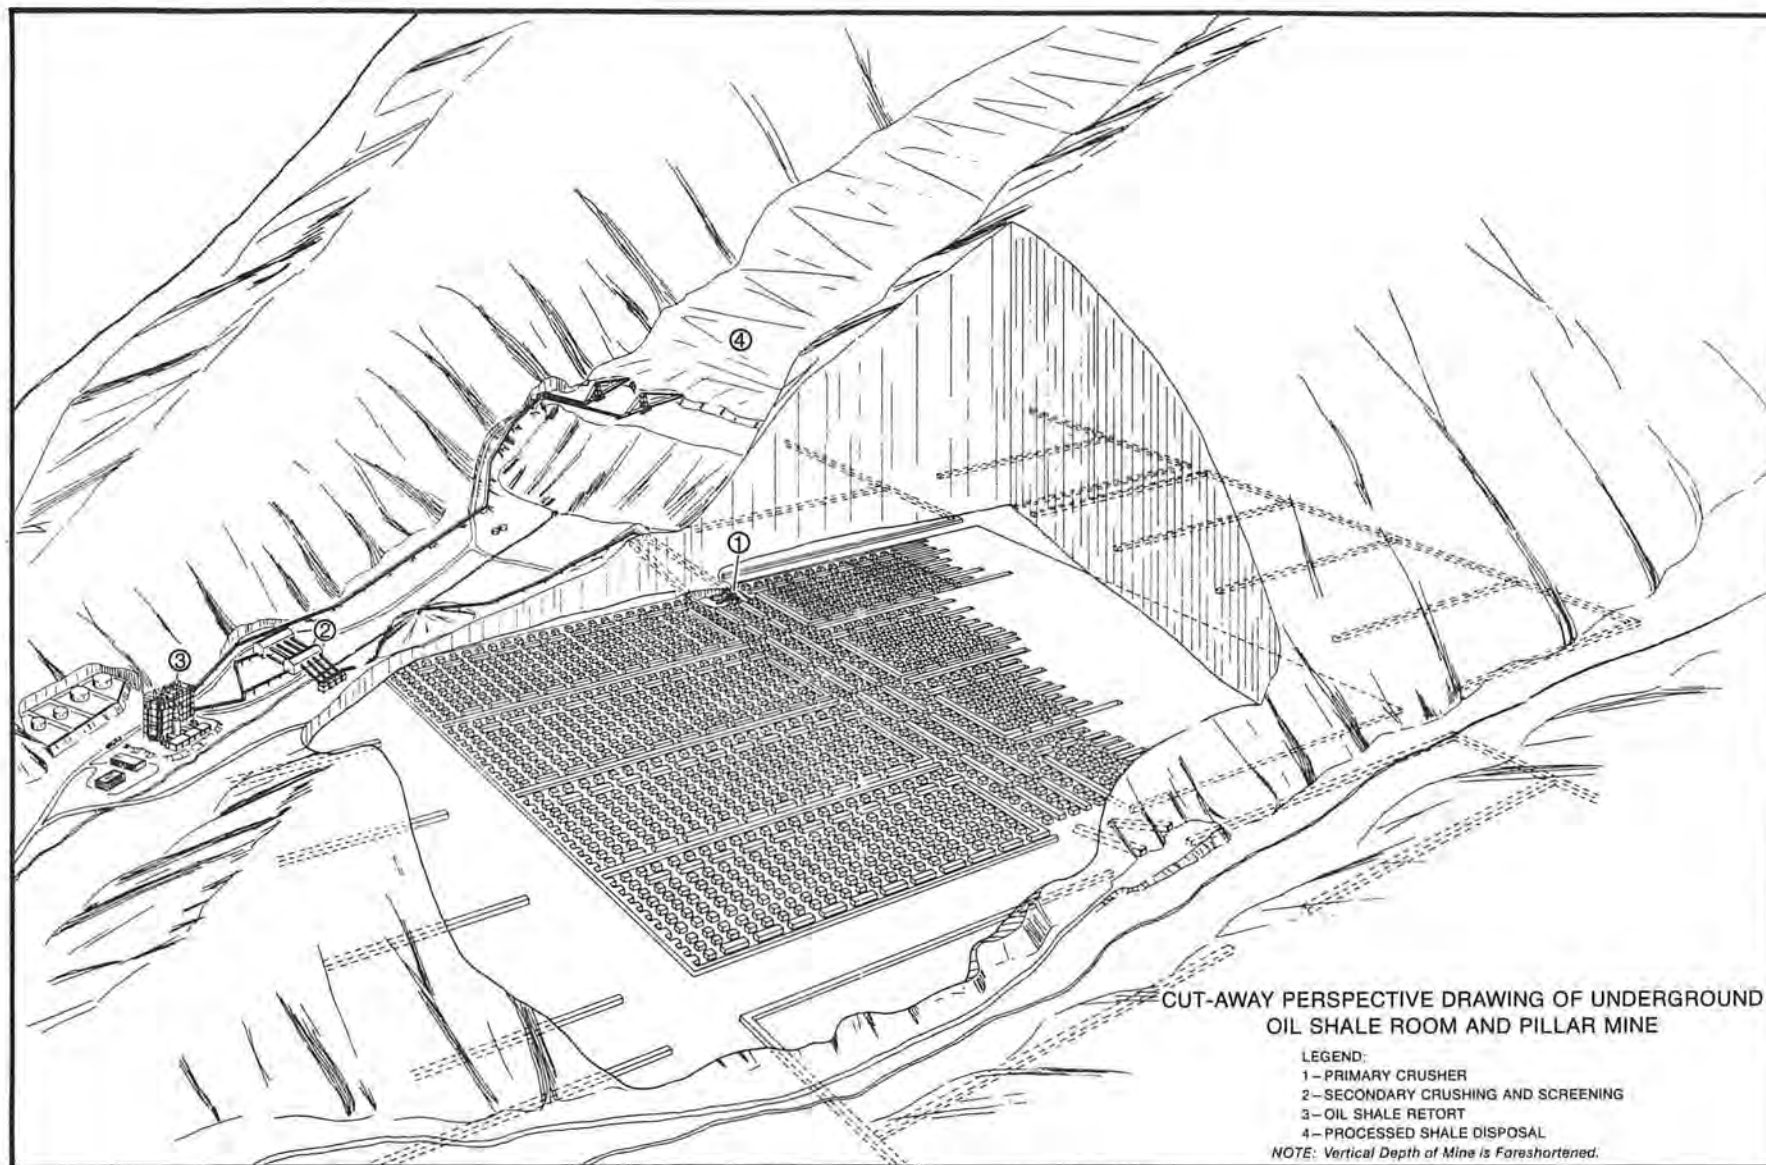 4
1
2
3
CUT-AWAY PERSPECTIVE DRAWING OF UNDERGROUND
OIL SHALE ROOM AND PILLAR MINE
LEGEND:
1–PRIMARY CRUSHER
2–SECONDARY CRUSHING AND SCREENING
3–OIL SHALE RETORT
4–PROCESSED SHALE DISPOSAL
NOTE: Vertical Depth of Mine is Foreshortened.